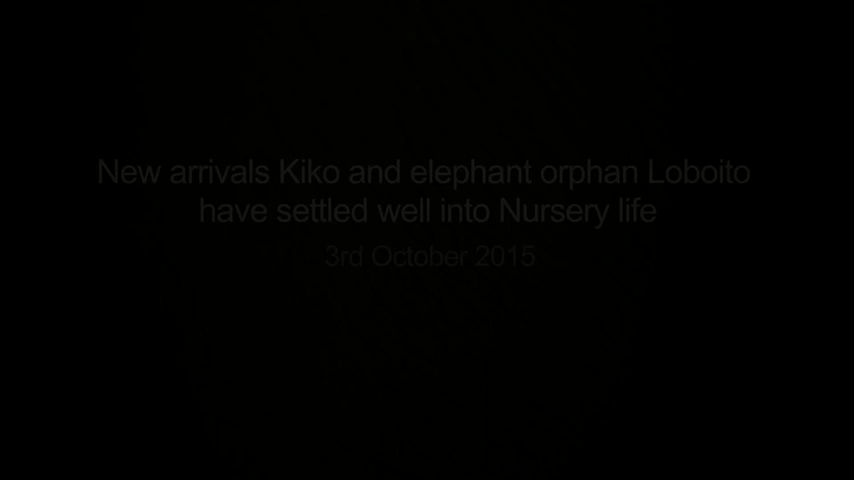 New arrivals Kiko and elephant orphan Loboito
have settled well into Nursery life
3rd October 2015